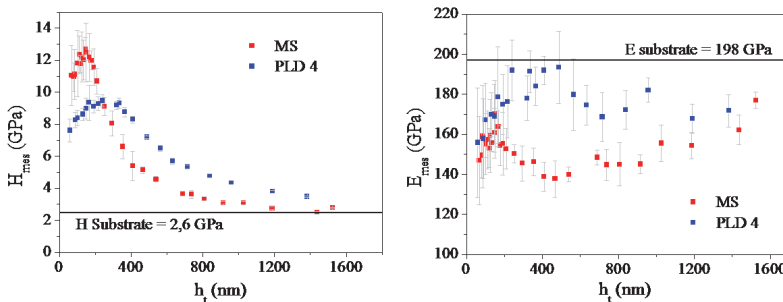 14
12
10
8
6
4
2
0
H_mes (GPa)
MS
PLD 4
H Substrate = 2,6 GPa
0 400 800 1200 1600
h_t (nm)
220
200
180
160
140
120
100
E_mes (GPa)
E substrate = 198 GPa
MS
PLD 4
0 400 800 1200 1600
h_t (nm)